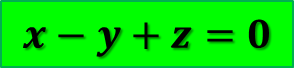 x − y + z = 0